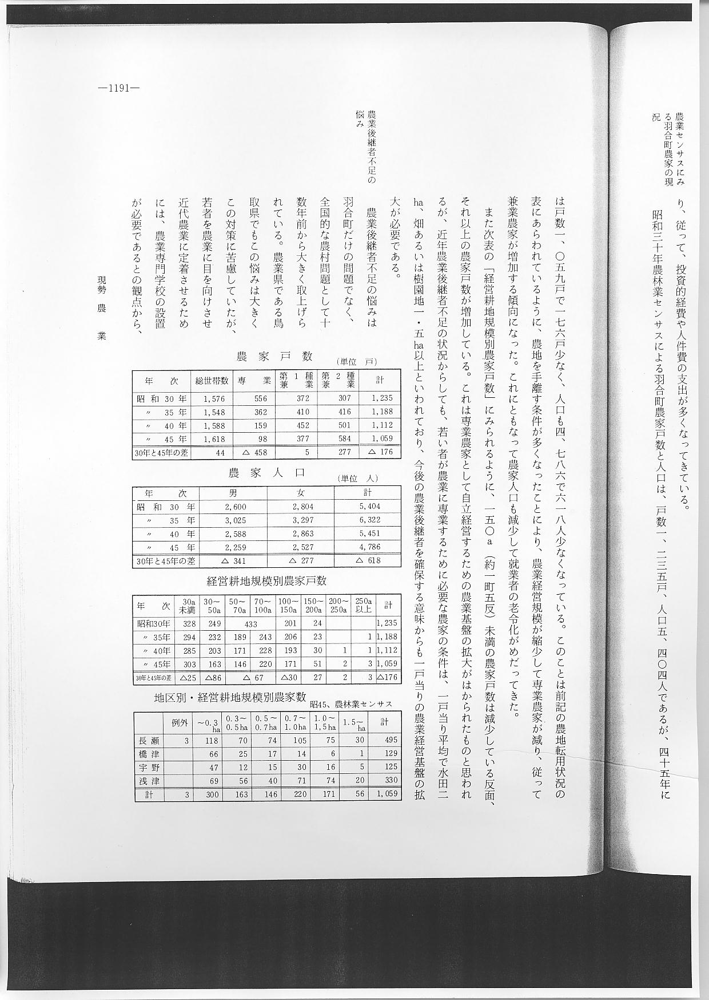 農業センサスにみ
る羽合町農家の現
況
り、従って、投資的経費や人件費の支出が多くなってきている。
昭和三十年農林業センサスによる羽合町農家戸数と人口は、戸数一、二三五戸、人口五、四〇四人であるが、四十五年に
は戸数一、〇五九戸で一七六戸少なく、人口も四、七八六で六一八人少なくなっている。このことは前記の農地転用状況の
表にあらわれているように、農地を手離す条件が多くなったことにより、農業経営規模が縮少して専業農家が減り、従って
兼業農家が増加する傾向になった。これにともなって農家人口も減少して就業者の老令化がめだってきた。
また次表の「経営耕地規模別農家戸数」にみられるように、一五〇a（約一町五反）未満の農家戸数は減少している反面、
それ以上の農家戸数が増加している。これは専業農家として自立経営するための農業基盤の拡大がはかられたものと思われ
るが、近年農業後継者不足の状況からしても、若い者が農業に専業するために必要な農家の条件は、一戸当り平均で水田二
ha、畑あるいは樹園地一・五ha以上といわれており、今後の農業後継者を確保する意味からも一戸当りの農業経営基盤の拡
大が必要である。
農業後継者不足の
悩み
農業後継者不足の悩みは
羽合町だけの問題でなく、
全国的な農村問題として十
数年前から大きく取上げら
れている。農業県である鳥
取県でもこの悩みは大きく
この対策に苦慮していたが、
若者を農業に目を向けさせ
近代農業に定着させるため
には、農業専門学校の設置
が必要であるとの観点から、
農家戸数 （単位　戸）
年　次 総世帯数 専　業 第1種兼業 第2種兼業 計
昭和30年 1,576 556 372 307 1,235
〃 35年 1,548 362 410 416 1,188
〃 40年 1,588 159 452 501 1,112
〃 45年 1,618 98 377 584 1,059
30年と45年の差 44 △ 458 5 277 △ 176
農家人口 （単位　人）
年　次 男 女 計
昭和30年 2,600 2,804 5,404
〃 35年 3,025 3,297 6,322
〃 40年 2,588 2,863 5,451
〃 45年 2,259 2,527 4,786
30年と45年の差 △ 341 △ 277 △ 618
経営耕地規模別農家戸数
年　次 30a未満 30～50a 50～70a 70～100a 100～150a 150～200a 200～250a 250a以上 計
昭和30年 328 249 433 201 24 1,235
〃 35年 294 232 189 243 206 23 1 1,188
〃 40年 285 203 171 228 193 30 1 1 1,112
〃 45年 303 163 146 220 171 51 2 3 1,059
30年と45年の差 △25 △86 △ 67 △30 27 2 3 △176
地区別・経営耕地規模別農家数
昭45、農林業センサス
例外 ～0.3ha 0.3～0.5ha 0.5～0.7ha 0.7～1.0ha 1.0～1,5ha 1.5～ha 計
長瀬 3 118 70 74 105 75 30 495
橋津 66 25 17 14 6 1 129
宇野 47 12 15 30 16 5 125
浅津 69 56 40 71 74 20 330
計 3 300 163 146 220 171 56 1,059
現勢　農　業
—1191—